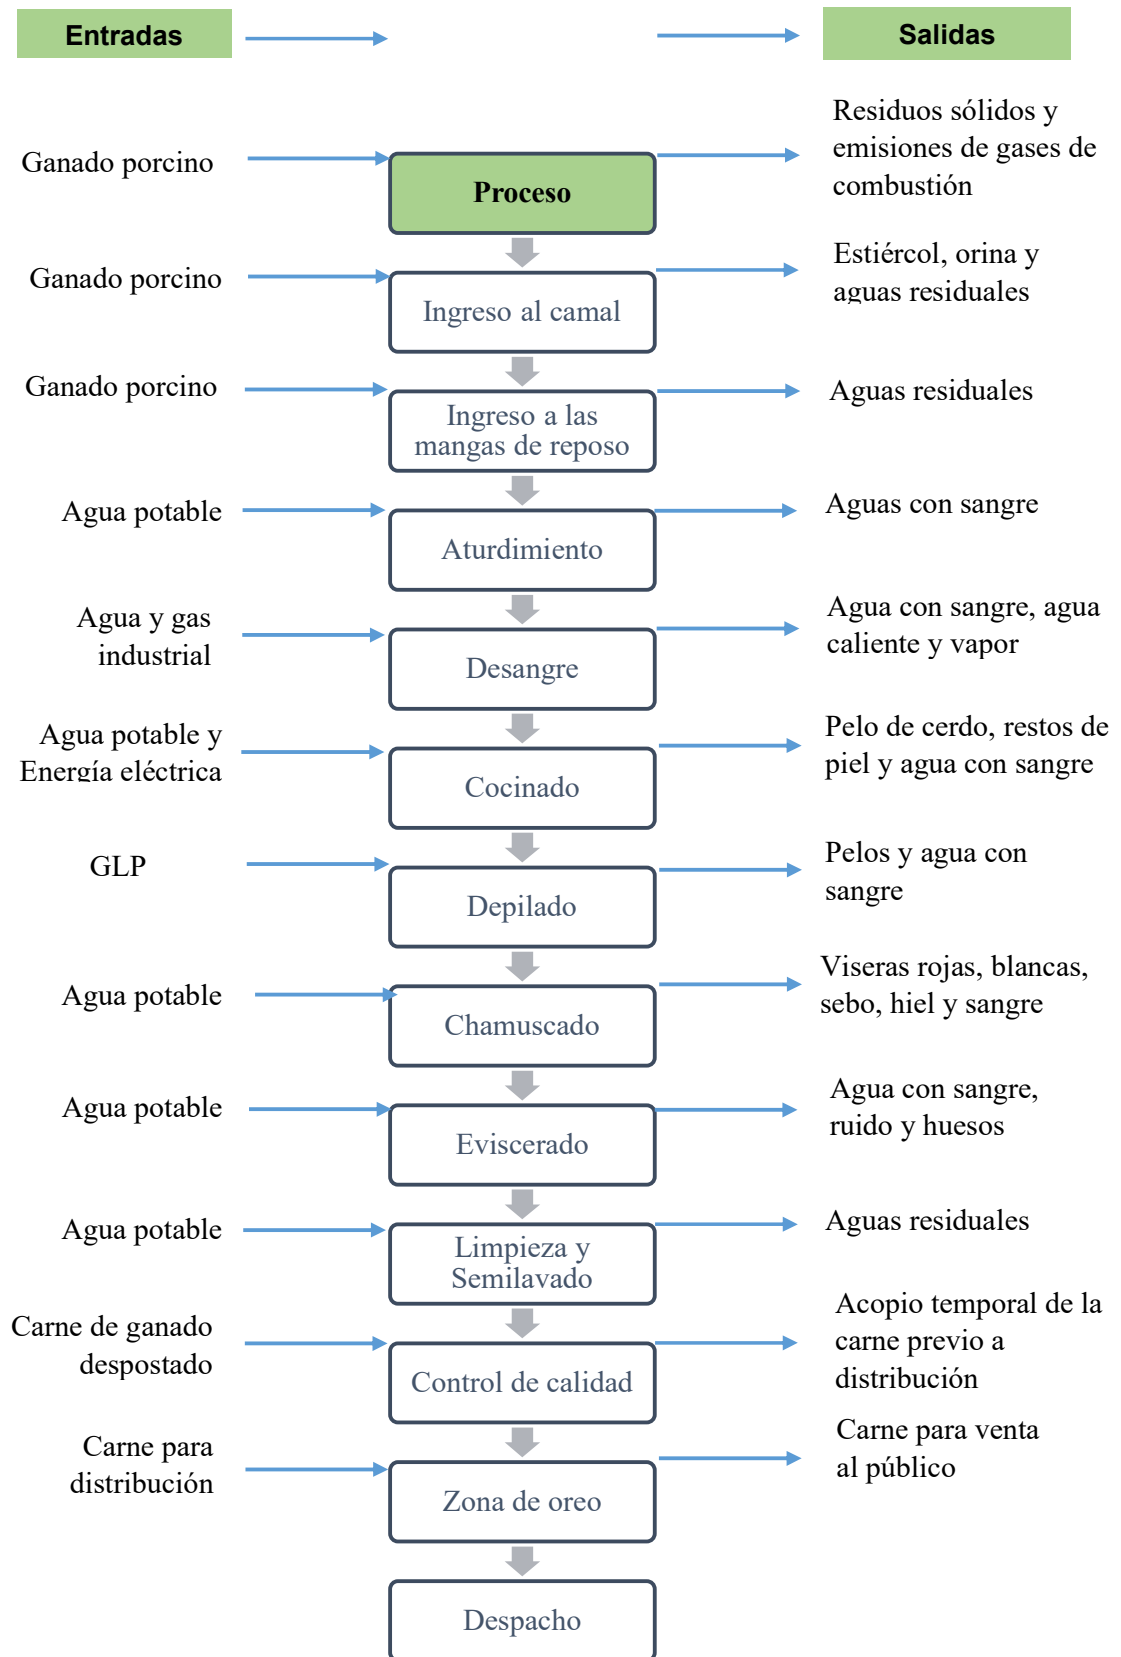 Entradas
Salidas
Ganado porcino
Proceso
Residuos sólidos y
emisiones de gases de
combustión
Ganado porcino
Ingreso al camal
Estiércol, orina y
aguas residuales
Ganado porcino
Ingreso a las
mangas de reposo
Aguas residuales
Agua potable
Aturdimiento
Aguas con sangre
Agua y gas
industrial
Desangre
Agua con sangre, agua
caliente y vapor
Agua potable y
Energía eléctrica
Cocinado
Pelo de cerdo, restos de
piel y agua con sangre
GLP
Depilado
Pelos y agua con
sangre
Agua potable
Chamuscado
Viseras rojas, blancas,
sebo, hiel y sangre
Agua potable
Eviscerado
Agua con sangre,
ruido y huesos
Agua potable
Limpieza y
Semilavado
Aguas residuales
Carne de ganado
despostado
Control de calidad
Acopio temporal de la
carne previo a
distribución
Carne para
distribución
Zona de oreo
Carne para venta
al público
Despacho